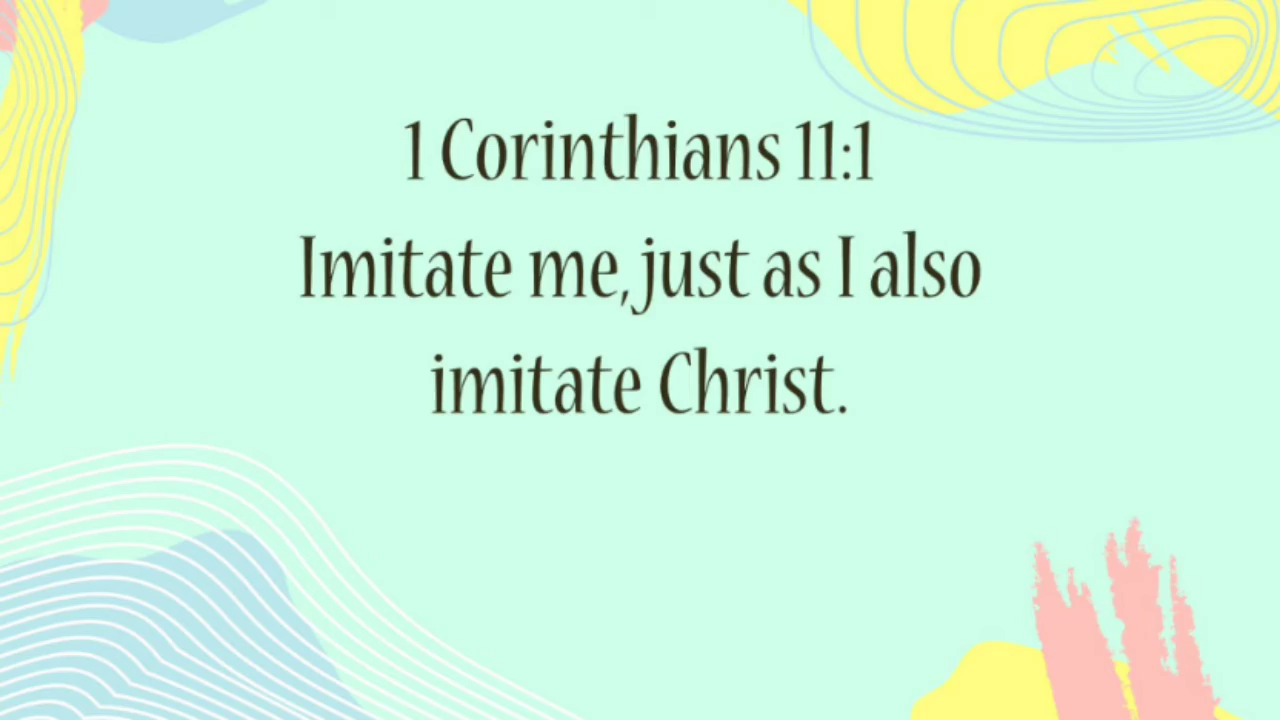 1 Corinthians 11:1
Imitate me, just as I also
imitate Christ.